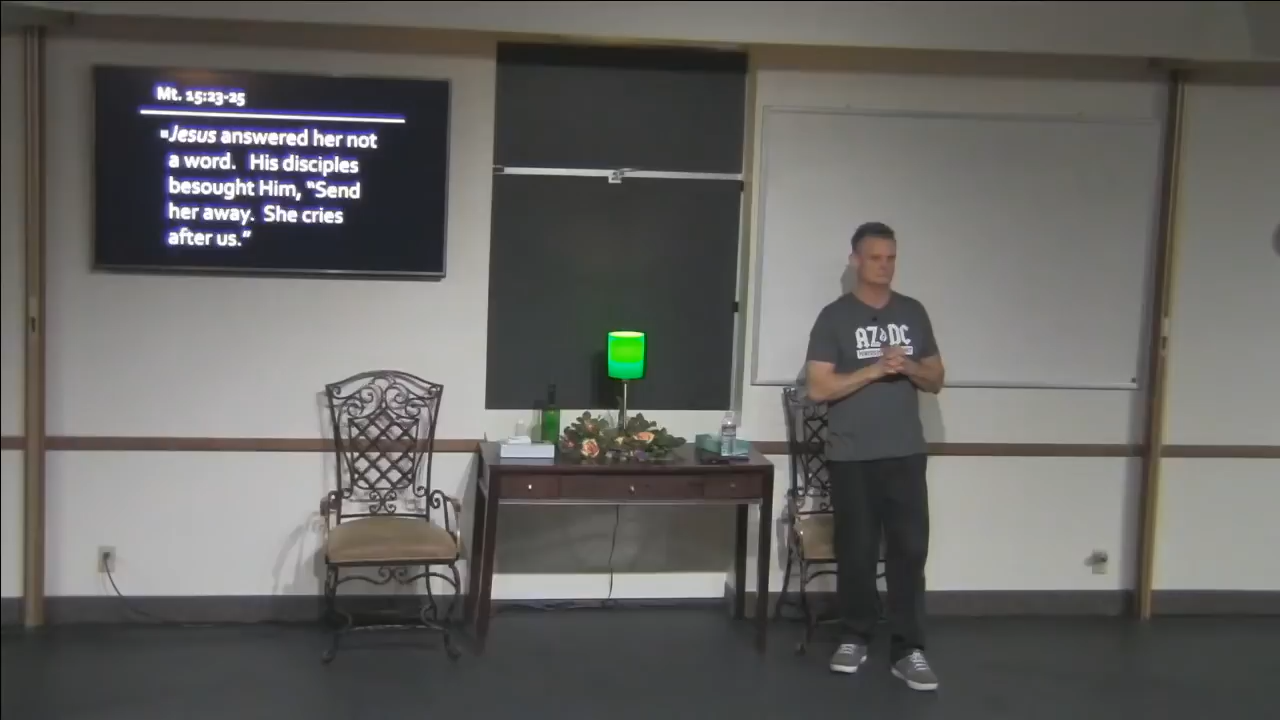 Mt. 15:23-25
▪Jesus answered her not
a word. His disciples
besought Him, “Send
her away. She cries
after us.”
AZ DC